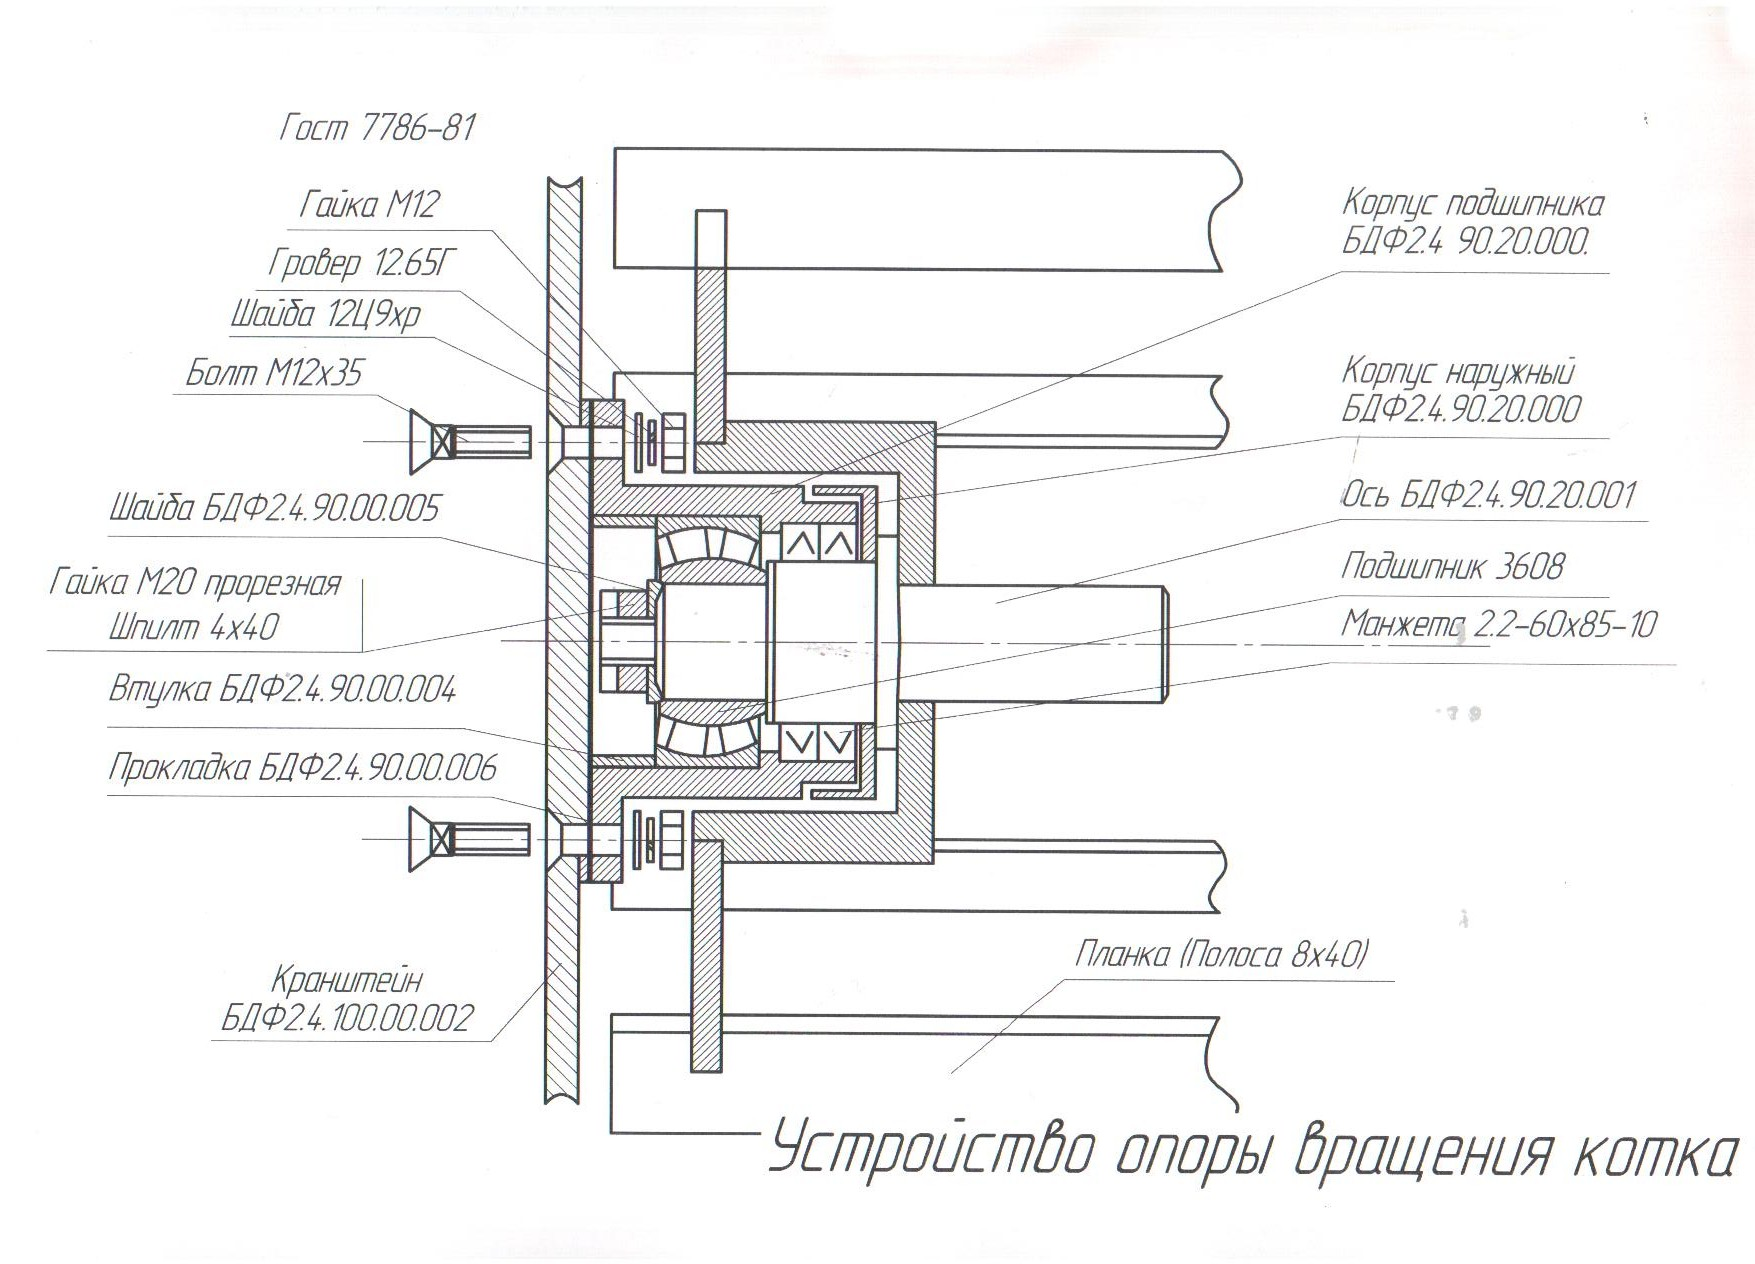 Гост 7786-81
Гайка М12
Гровер 12.65Г
Шайба 12Ц9хр
Болт М12х35
Шайба БДФ2.4.90.00.005
Гайка М20 прорезная
Шпилт 4х40
Втулка БДФ2.4.90.00.004
Прокладка БДФ2.4.90.00.006
Кранштейн
БДФ2.4.100.00.002
Корпус подшипника
БДФ2.4 90.20.000.
Корпус наружный
БДФ2.4.90.20.000
Ось БДФ2.4.90.20.001
Подшипник 3608
Манжета 2.2-60х85-10
Планка (Полоса 8х40)
Устройство опоры вращения котка